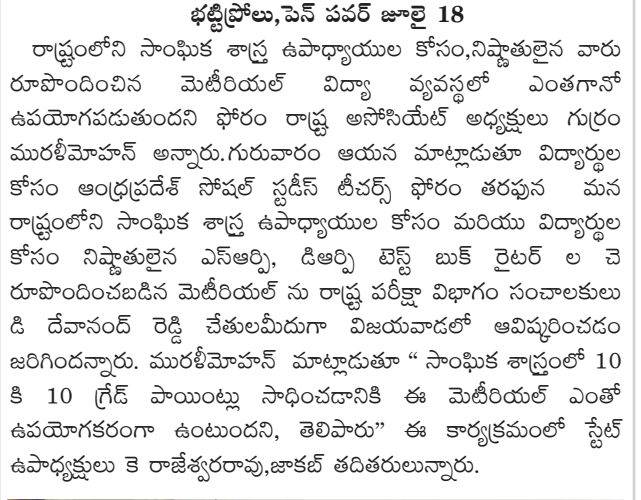 భట్టిప్రోలు,పెన్ పవర్ జూలై 18
రాష్ట్రంలోని సాంఘిక శాస్త్ర ఉపాధ్యాయుల కోసం,నిష్ణాతులైన వారు
రూపొందించిన మెటీరియల్ విద్యా వ్యవస్థలో ఎంతగానో
ఉపయోగపడుతుందని ఫోరం రాష్ట్ర అసోసియేట్ అధ్యక్షులు గుర్రం
మురళీమోహన్ అన్నారు.గురువారం ఆయన మాట్లాడుతూ విద్యార్థుల
కోసం ఆంధ్రప్రదేశ్ సోషల్ స్టడీస్ టీచర్స్ ఫోరం తరఫున మన
రాష్ట్రంలోని సాంఘిక శాస్త్ర ఉపాధ్యాయుల కోసం మరియు విద్యార్థుల
కోసం నిష్ణాతులైన ఎస్ఆర్పి, డిఆర్పి టెస్ట్ బుక్ రైటర్ ల చె
రూపొందించబడిన మెటీరియల్ ను రాష్ట్ర పరీక్షా విభాగం సంచాలకులు
డి దేవానంద్ రెడ్డి చేతులమీదుగా విజయవాడలో ఆవిష్కరించడం
జరిగిందన్నారు. మురళీమోహన్ మాట్లాడుతూ “ సాంఘిక శాస్త్రంలో 10
కి 10 గ్రేడ్ పాయింట్లు సాధించడానికి ఈ మెటీరియల్ ఎంతో
ఉపయోగకరంగా ఉంటుందని, తెలిపారు” ఈ కార్యక్రమంలో స్టేట్
ఉపాధ్యక్షులు కె రాజేశ్వరరావు,జాకబ్ తదితరులున్నారు.